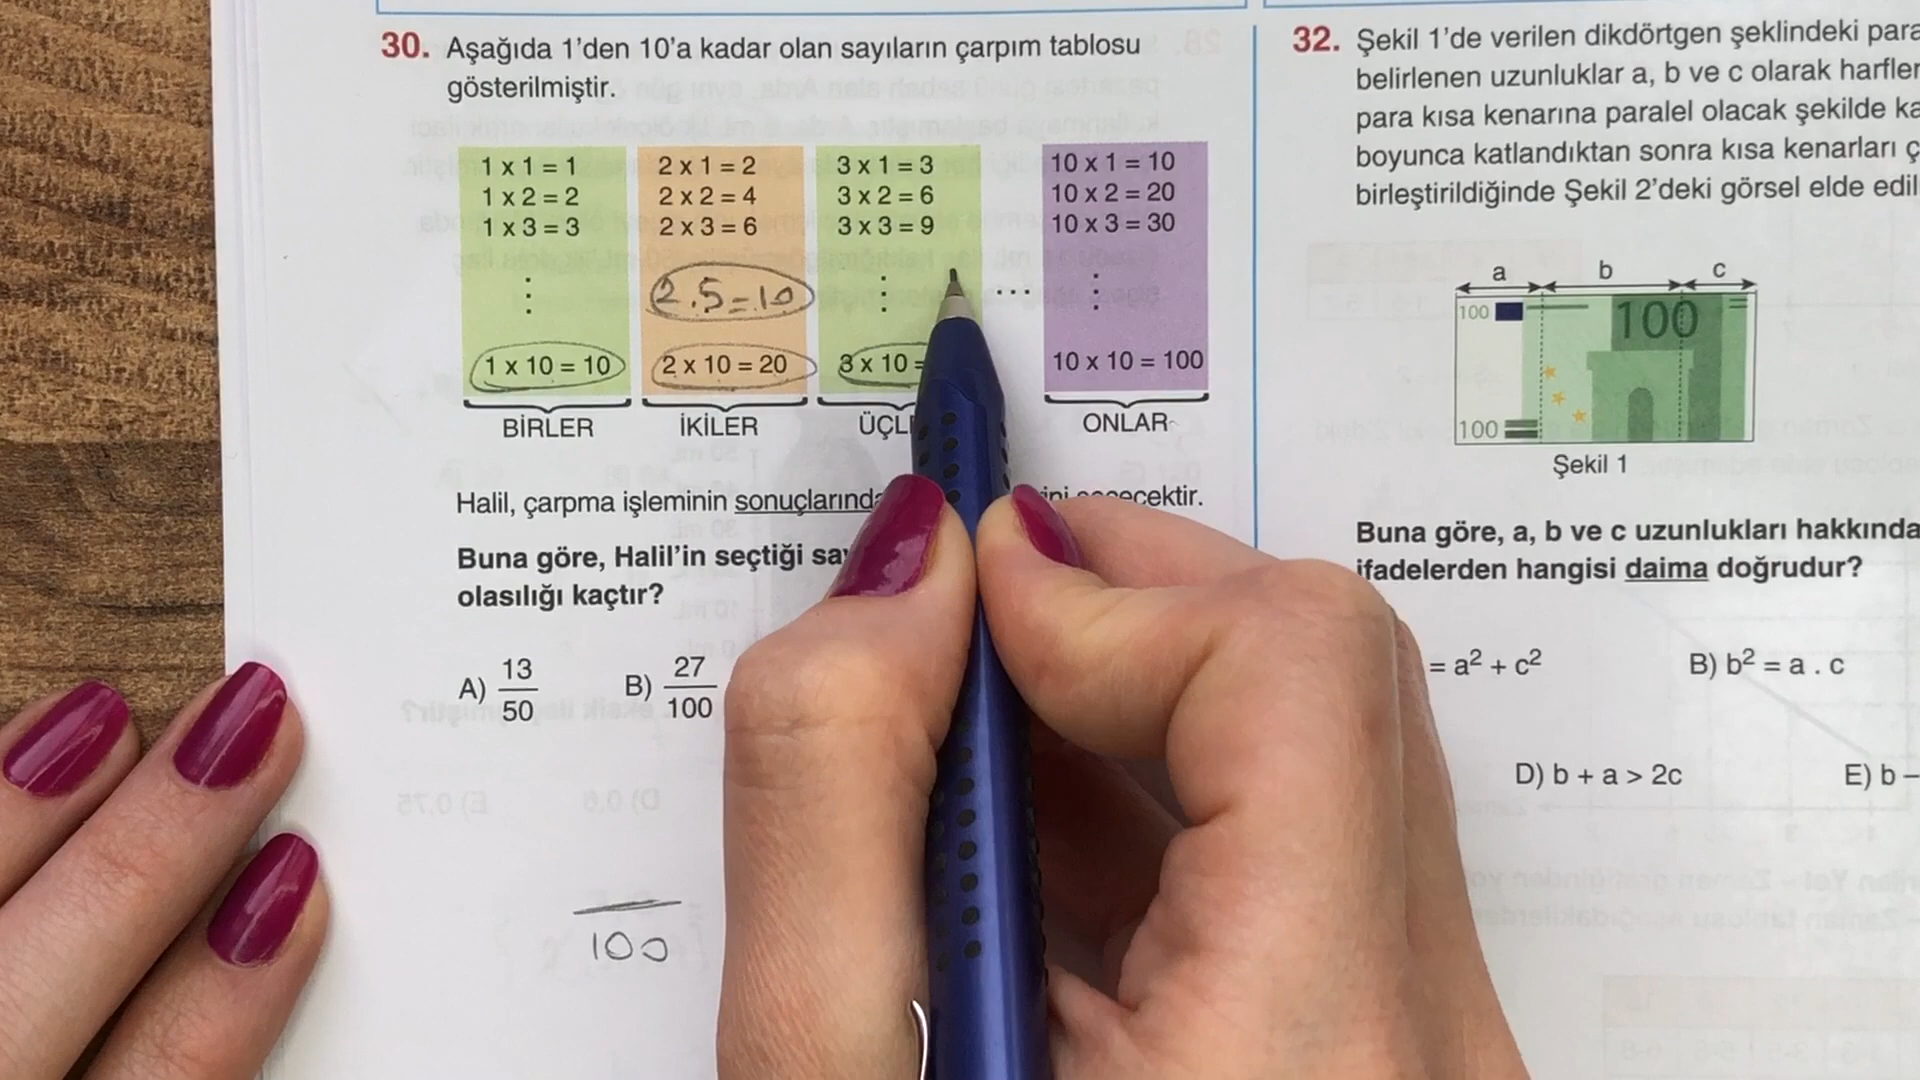 30. Aşağıda 1'den 10'a kadar olan sayıların çarpım tablosu
gösterilmiştir.
1 x 1 = 1
1 x 2 = 2
1 x 3 = 3
⋮
1 x 10 = 10
BİRLER
2 x 1 = 2
2 x 2 = 4
2 x 3 = 6
2.5=10
2 x 10 = 20
İKİLER
3 x 1 = 3
3 x 2 = 6
3 x 3 = 9
⋮
3 x 10 =
...
10 x 1 = 10
10 x 2 = 20
10 x 3 = 30
⋮
10 x 10 = 100
ONLAR
Halil, çarpma işleminin
Buna göre, Halil'in seçtiği
olasılığı kaçtır?
A) 13/50
B) 27/100
100
32. Şekil 1'de verilen dikdörtgen şeklindeki para
belirlenen uzunluklar a, b ve c olarak
para kısa kenarına paralel olacak şekilde
boyunca katlandıktan sonra kısa kenarları
birleştirildiğinde Şekil 2'deki görsel elde
a b c
100
100
100
Şekil 1
Buna göre, a, b ve c uzunlukları hakkında
ifadelerden hangisi daima doğrudur?
= a² + c²
B) b² = a . c
D) b + a > 2c
E) b –